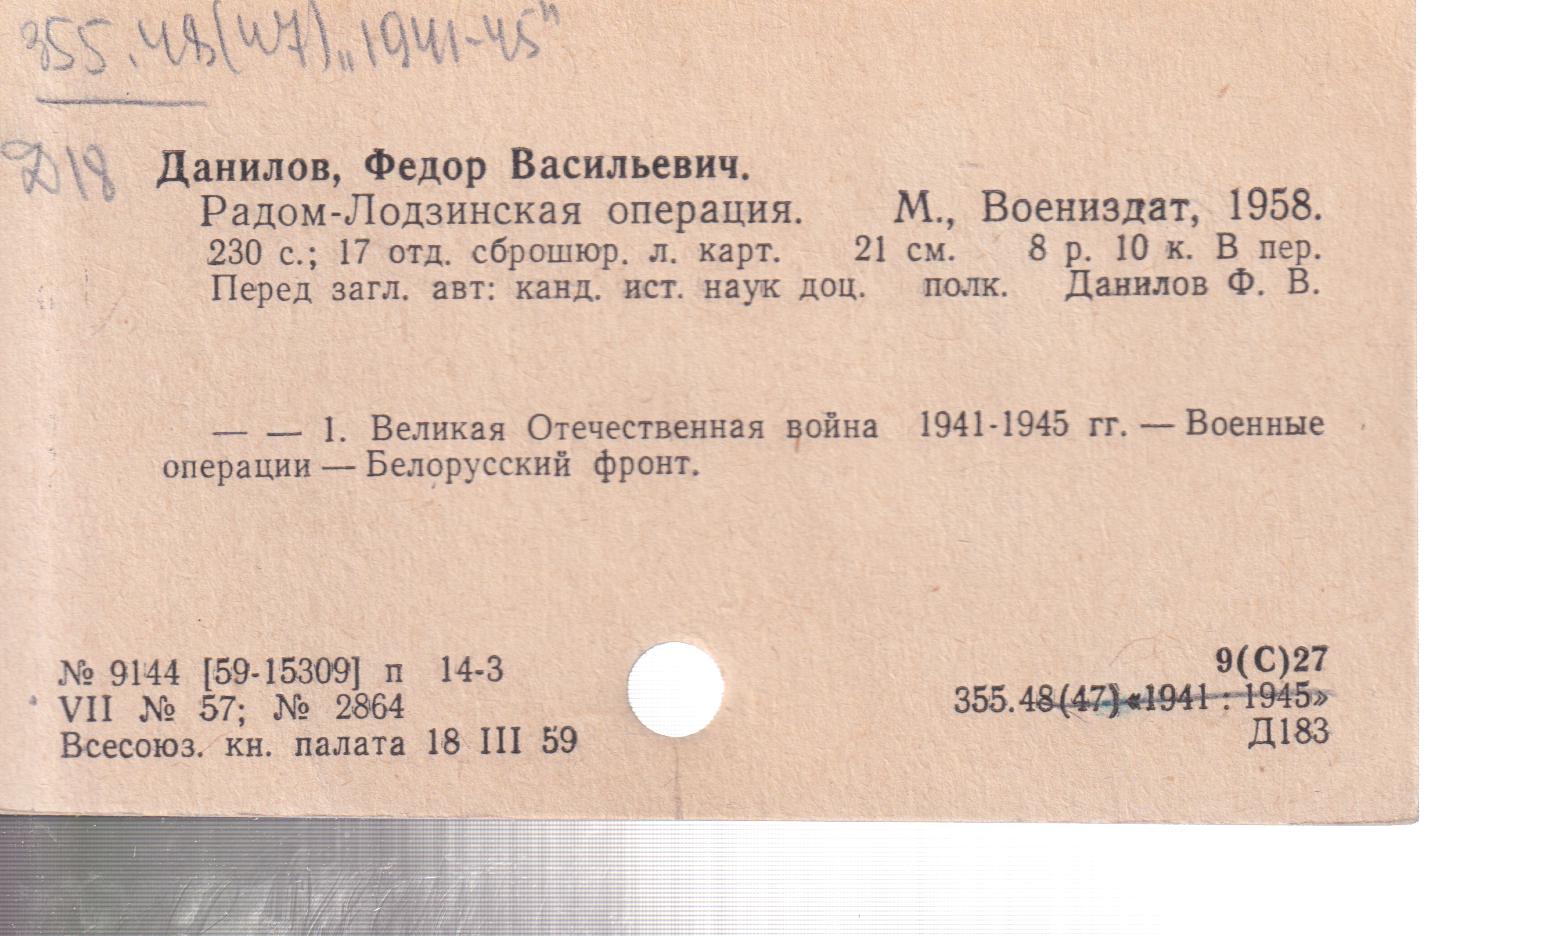 355.48(47)„1941-45"
Д18
Данилов, Федор Васильевич.
Радом-Лодзинская операция. М., Воениздат, 1958.
230 с.; 17 отд. сброшюр. л. карт. 21 см. 8 р. 10 к. В пер.
Перед загл. авт: канд. ист. наук доц. полк. Данилов Ф. В.
— — 1. Великая Отечественная война 1941-1945 гг. — Военные
операции — Белорусский фронт.
№ 9144 [59-15309] п 14-3
VII № 57; № 2864
Всесоюз. кн. палата 18 III 59
9(С)27
355.48(47)«1941 : 1945»
Д183